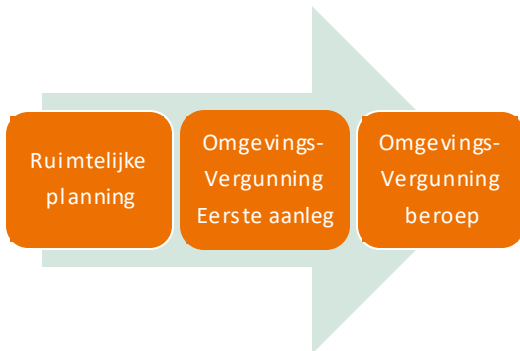 Ruimtelijke
planning
Omgevings-
Vergunning
Eerste aanleg
Omgevings-
Vergunning
beroep